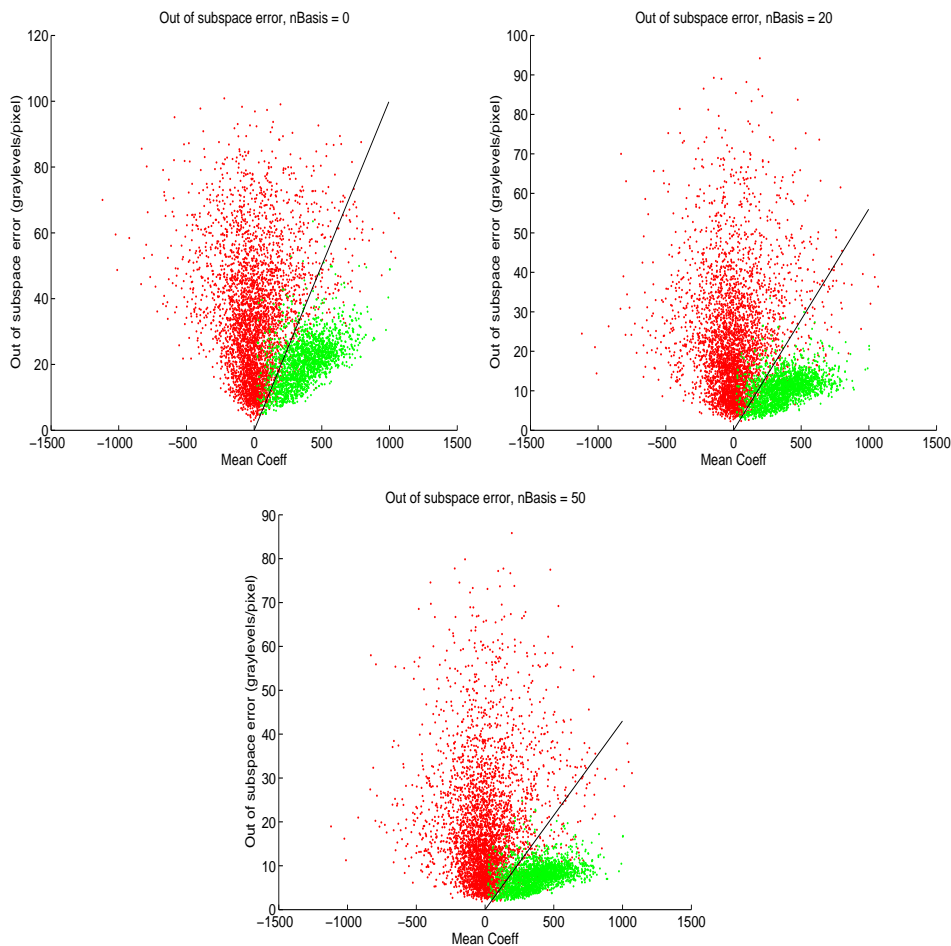 Out of subspace error, nBasis = 0
120
100
80
60
40
20
0
Out of subspace error (graylevels/pixel)
−1500 −1000 −500 0 500 1000 1500
Mean Coeff
Out of subspace error, nBasis = 20
100
90
80
70
60
50
40
30
20
10
0
Out of subspace error (graylevels/pixel)
−1500 −1000 −500 0 500 1000 1500
Mean Coeff
Out of subspace error, nBasis = 50
90
80
70
60
50
40
30
20
10
0
Out of subspace error (graylevels/pixel)
−1500 −1000 −500 0 500 1000 1500
Mean Coeff